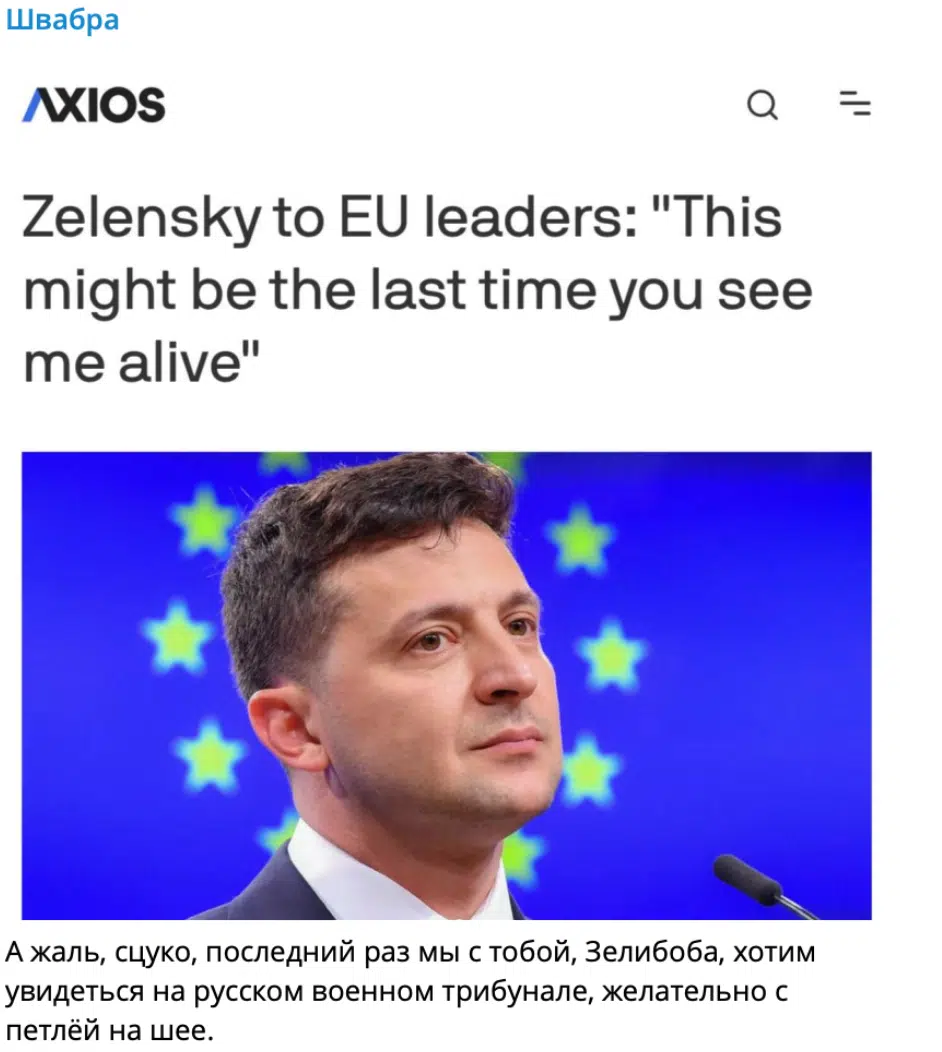 Швабра
AXIOS
Zelensky to EU leaders: "This
might be the last time you see
me alive"
А жаль, сцуко, последний раз мы с тобой, Зелибоба, хотим
увидеться на русском военном трибунале, желательно с
петлёй на шее.